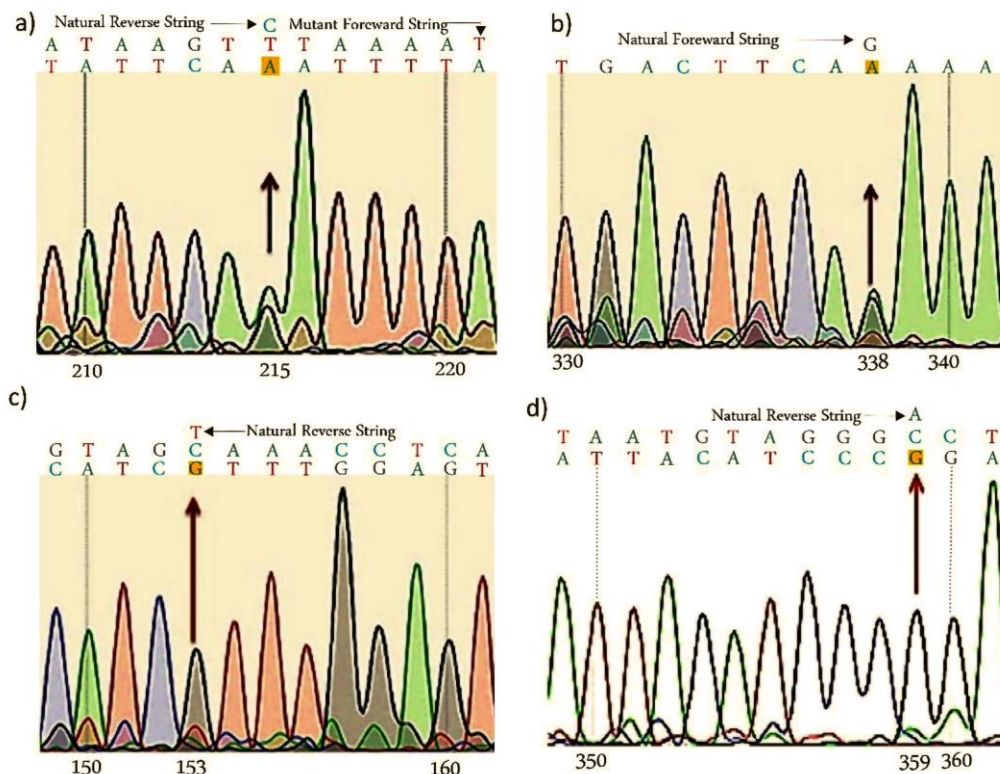 a)
Natural Reverse String C Mutant Foreward String
A T A A G T T T A A A A T
T A T T C A A A T T T T A
210 215 220
b)
Natural Foreward String G
T G A C T T C A A A A A
330 338 340
c)
T Natural Reverse String
G T A G C A A A C C T C A
C A T C G T T T G G A G T
150 153 160
d)
Natural Reverse String A
T A A T G T A G G G C C T
A T T A C A T C C C G G A
350 359 360